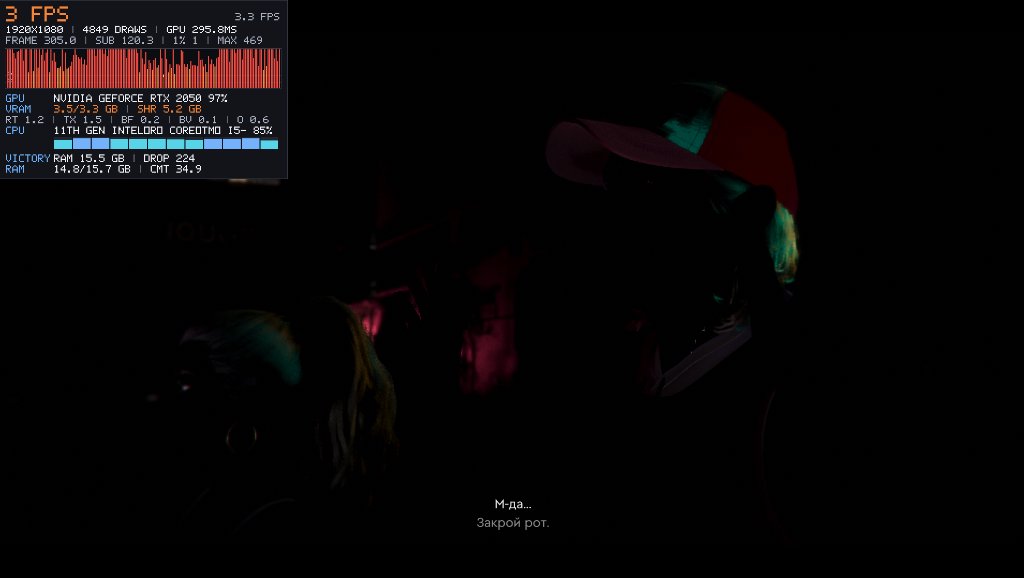 3 FPS 3.3 FPS
1920X1080 | 4849 DRAWS | GPU 295.8MS
FRAME 305.0 | SUB 120.3 | 1% 1 | MAX 469
GPU NVIDIA GEFORCE RTX 2050 97%
VRAM 3.5/3.3 GB | SHR 5.2 GB
RT 1.2 | TX 1.5 | BF 0.2 | BV 0.1 | O 0.6
CPU 11TH GEN INTEL(R) CORE(TM) I5- 85%
VICTORY RAM 15.5 GB | DROP 224
RAM 14.8/15.7 GB | CMT 34.9
М-да...
Закрой рот.